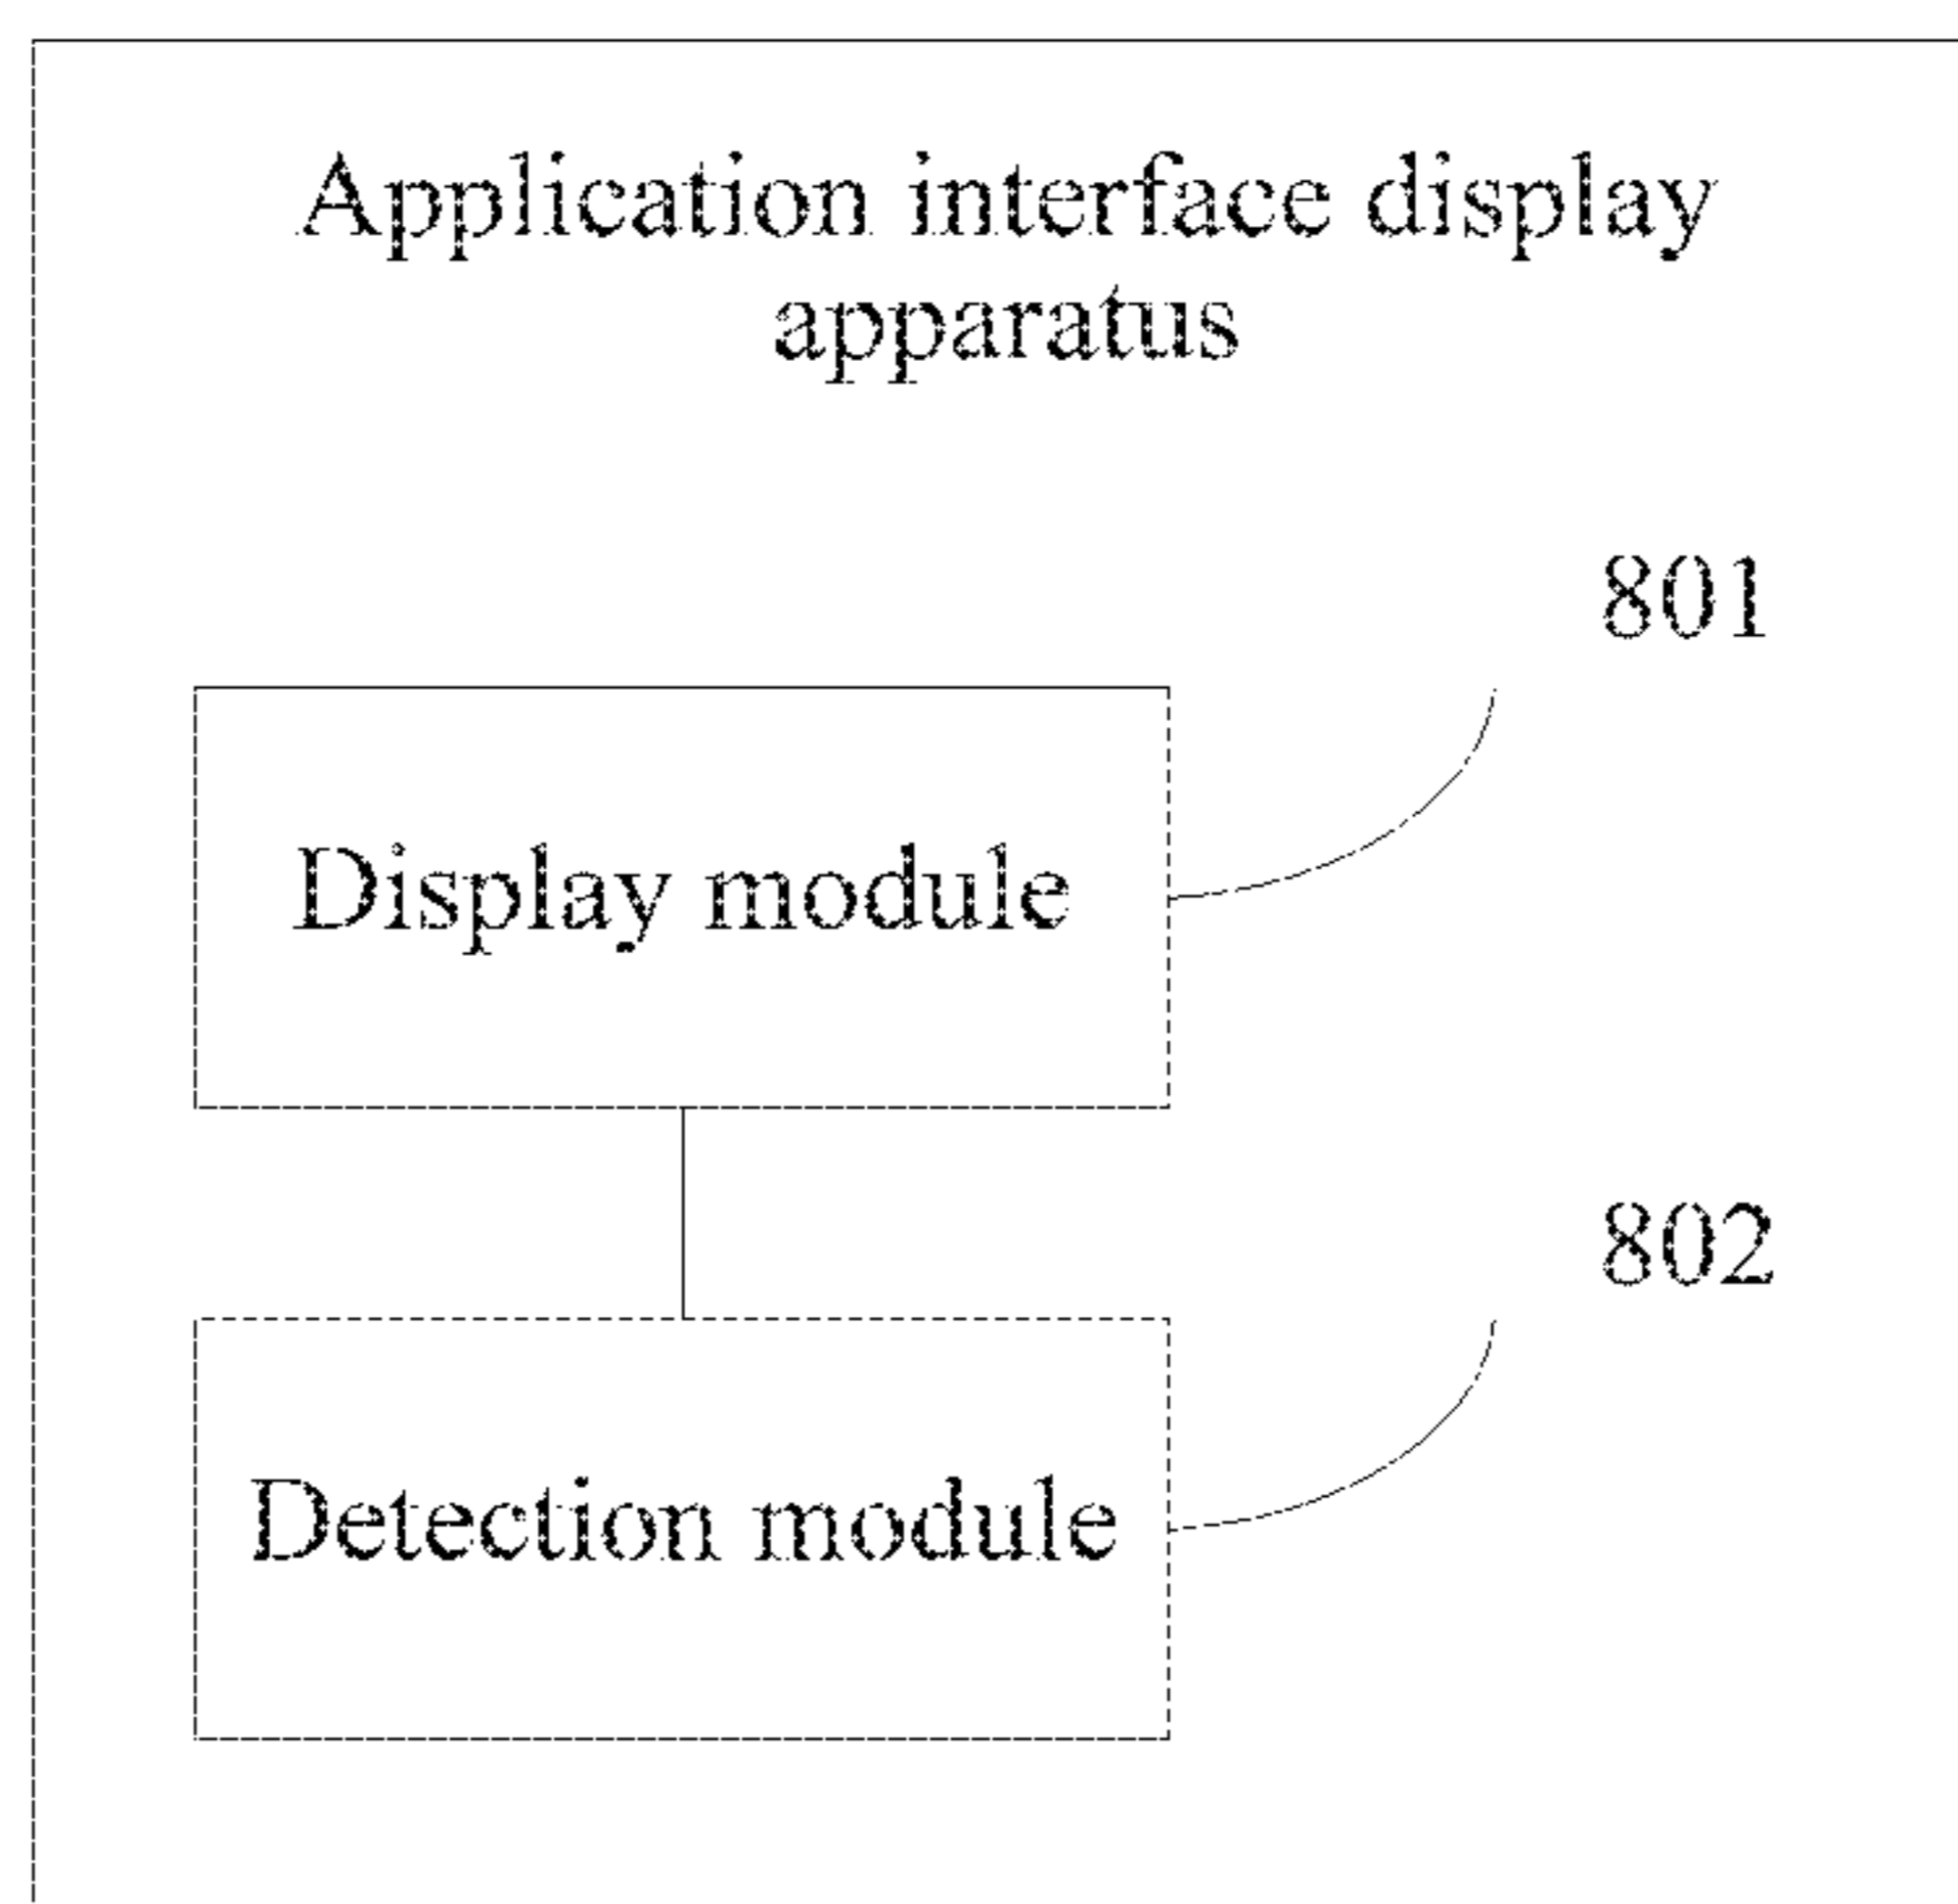 Application interface display
apparatus
801
Display module
802
Detection module